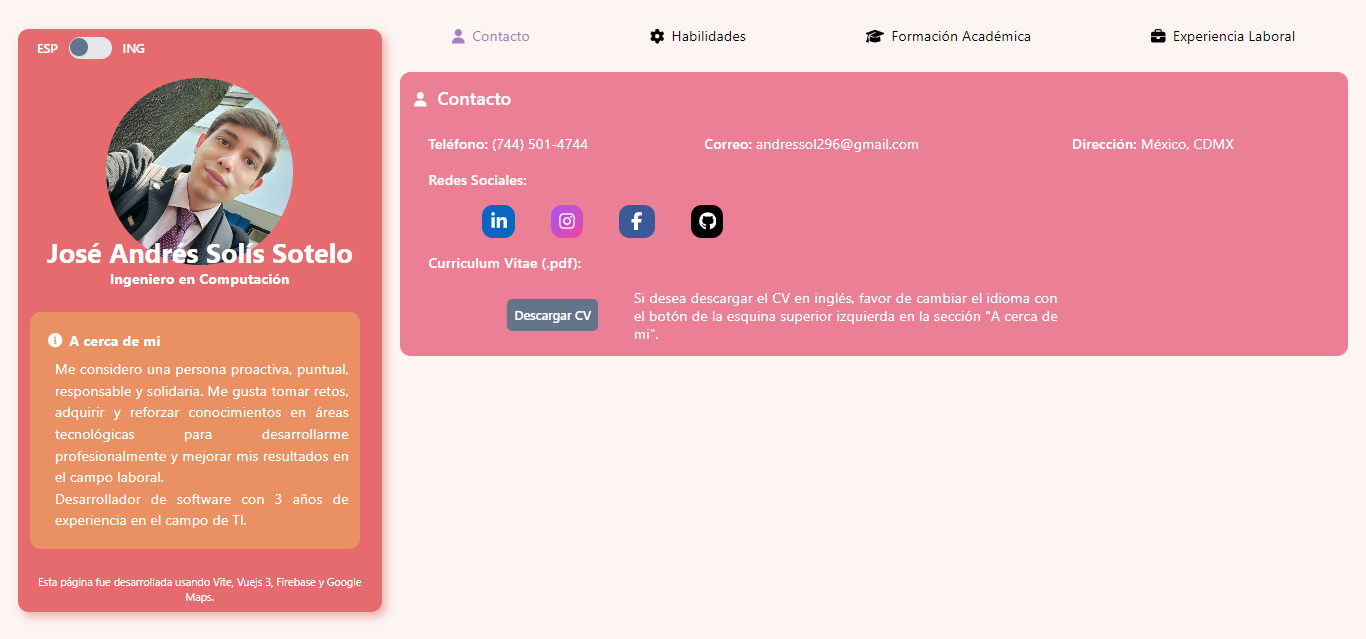 ESP ING
José Andrés Solís Sotelo
Ingeniero en Computación
A cerca de mi
Me considero una persona proactiva, puntual,
responsable y solidaria. Me gusta tomar retos,
adquirir y reforzar conocimientos en áreas
tecnológicas para desarrollarme
profesionalmente y mejorar mis resultados en
el campo laboral.
Desarrollador de software con 3 años de
experiencia en el campo de TI.
Esta página fue desarrollada usando Vite, Vuejs 3, Firebase y Google
Maps.
Contacto Habilidades Formación Académica Experiencia Laboral
Contacto
Teléfono: (744) 501-4744 Correo: andressol296@gmail.com Dirección: México, CDMX
Redes Sociales:
Curriculum Vitae (.pdf):
Descargar CV
Si desea descargar el CV en inglés, favor de cambiar el idioma con
el botón de la esquina superior izquierda en la sección "A cerca de
mi".